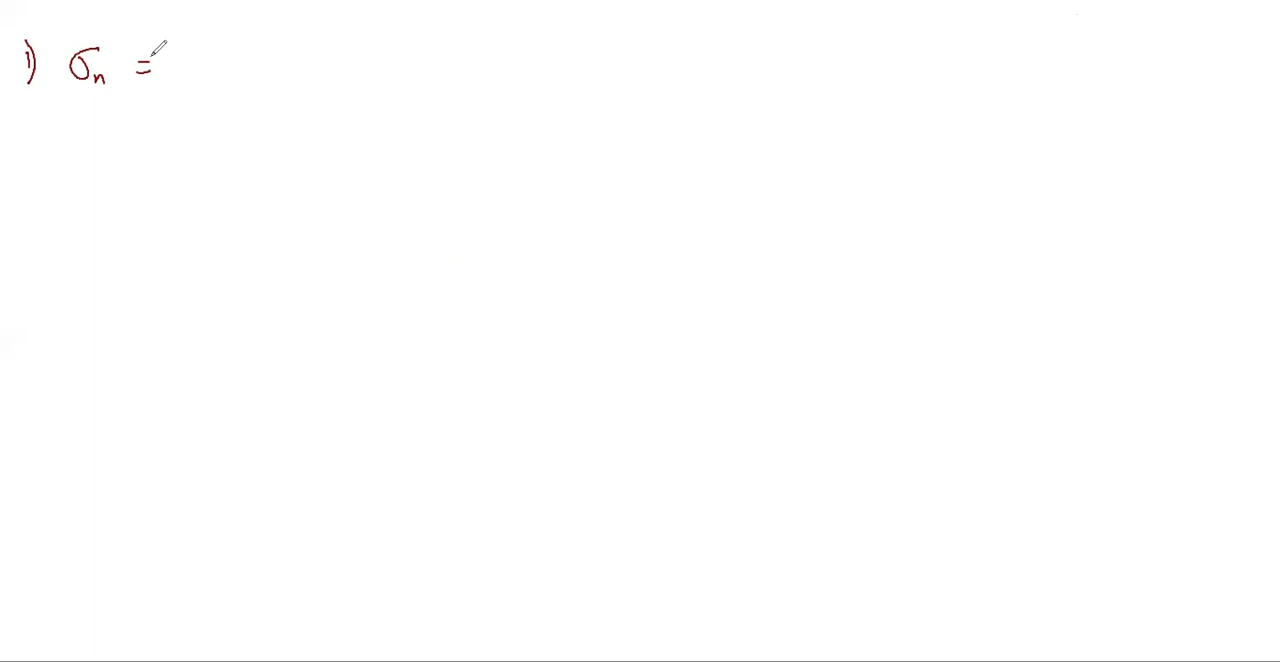 1) σₙ =